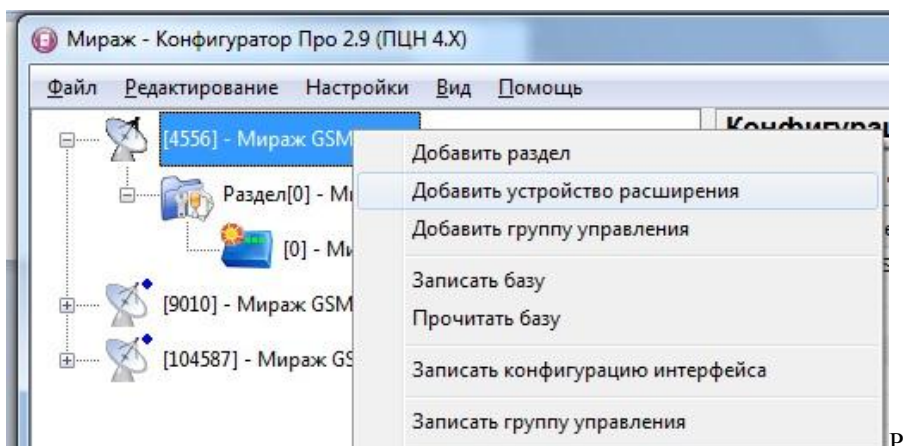 Мираж - Конфигуратор Про 2.9 (ПЦН 4.X)
Файл Редактирование Настройки Вид Помощь
[4556] - Мираж GSM
Добавить раздел
Добавить устройство расширения
Раздел[0] - Ми
Добавить группу управления
[0] - Ми
Записать базу
[9010] - Мираж GSM
Прочитать базу
[104587] - Мираж GS
Записать конфигурацию интерфейса
Записать группу управления
Р